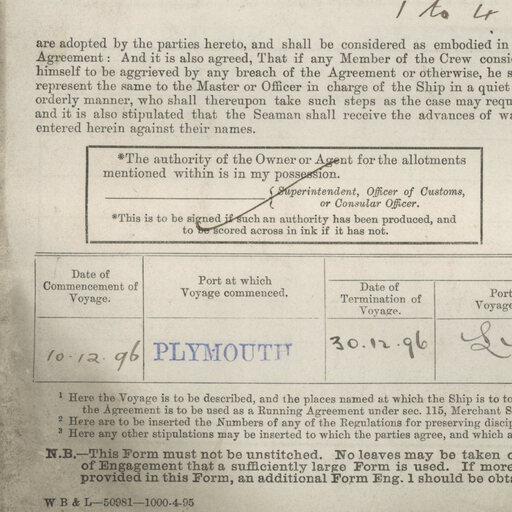 1 to 4
are adopted by the parties hereto, and shall be considered as embodied in
Agreement: And it is also agreed, That if any Member of the Crew consi
himself to be aggrieved by any breach of the Agreement or otherwise, he s
represent the same to the Master or Officer in charge of the Ship in a quiet
orderly manner, who shall thereupon take such steps as the case may requ
and it is also stipulated that the Seaman shall receive the advances of wa
entered herein against their names.
*The authority of the Owner or Agent for the allotments
mentioned within is in my possession.
Superintendent, Officer of Customs,
or Consular Officer.
*This is to be signed if such an authority has been produced, and
to be scored across in ink if it has not.
Date of
Commencement of
Voyage.
Port at which
Voyage commenced.
Date of
Termination of
Voyage.
Port
Voyage
10.12.96
PLYMOUTH
30.12.96
1 Here the Voyage is to be described, and the places named at which the Ship is to to
the Agreement is to be used as a Running Agreement under sec. 115, Merchant S
2 Here are to be inserted the Numbers of any of the Regulations for preserving discip
3 Here any other stipulations may be inserted to which the parties agree, and which a
N.B.—This Form must not be unstitched. No leaves may be taken o
of Engagement that a sufficiently large Form is used. If more
provided in this Form, an additional Form Eng. 1 should be obta
W B & L—50981—1000-4-95